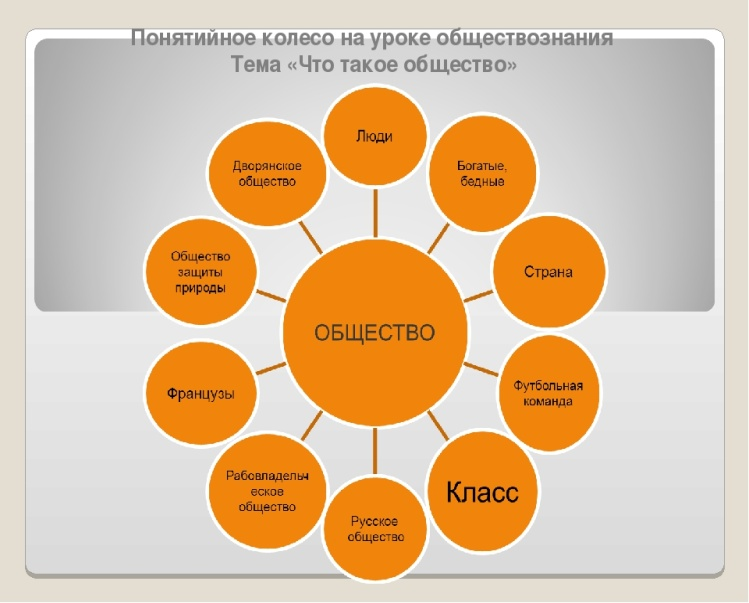 Понятийное колесо на уроке обществознания
Тема «Что такое общество»
Люди
Богатые,
бедные
Страна
Футбольная
команда
Класс
Русское
общество
Рабовладельч
еское
общество
Французы
Общество
защиты
природы
Дворянское
общество
ОБЩЕСТВО